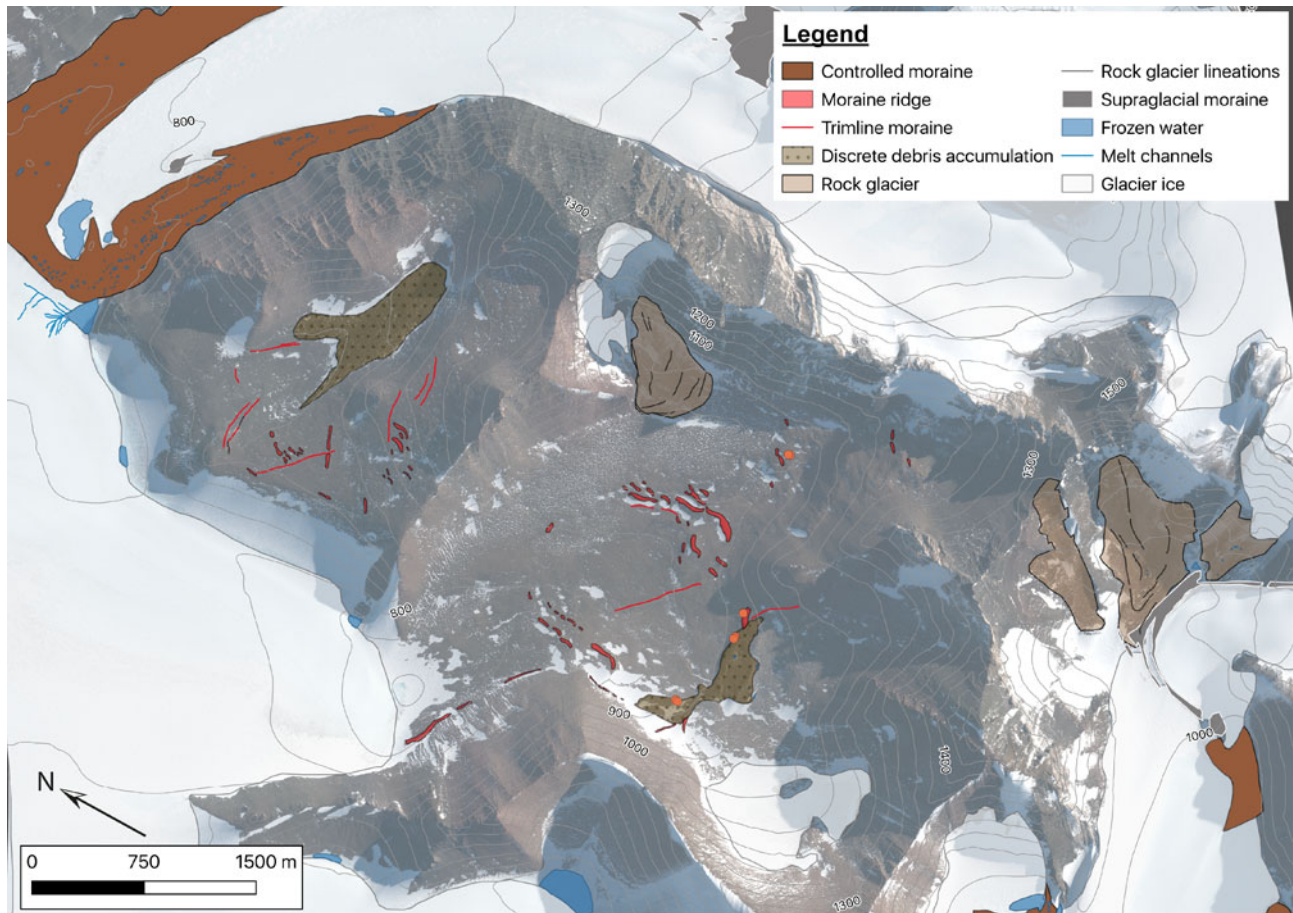 Legend
Controlled moraine
Moraine ridge
Trimline moraine
Discrete debris accumulation
Rock glacier
Rock glacier lineations
Supraglacial moraine
Frozen water
Melt channels
Glacier ice
800
1300
1200
1100
1500
1300
800
900
1000
1000
1400
1300
N
0 750 1500 m